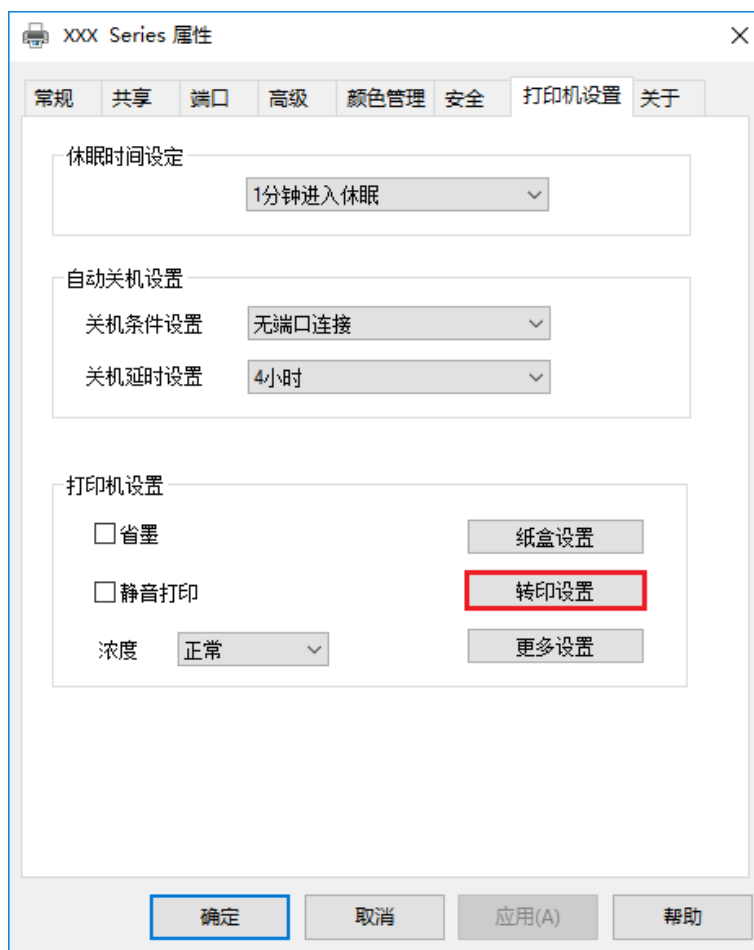 XXX Series 属性
常规 共享 端口 高级 颜色管理 安全 打印机设置 关于
休眠时间设定
1分钟进入休眠
自动关机设置
关机条件设置 无端口连接
关机延时设置 4小时
打印机设置
省墨 纸盒设置
静音打印 转印设置
浓度 正常 更多设置
确定 取消 应用(A) 帮助